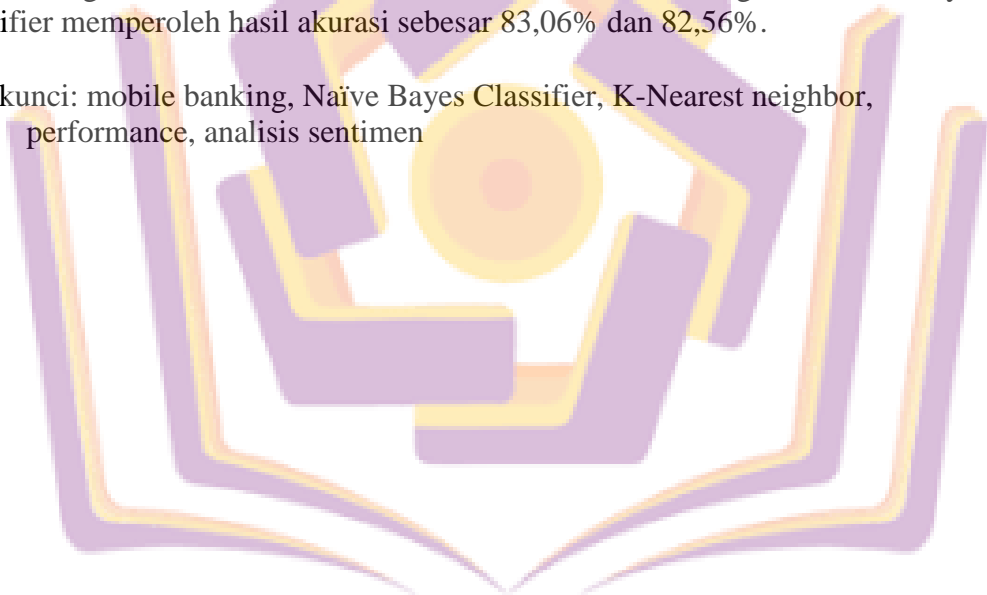 ifier memperoleh hasil akurasi sebesar 83,06% dan 82,56%.
kunci: mobile banking, Naïve Bayes Classifier, K-Nearest neighbor,
performance, analisis sentimen